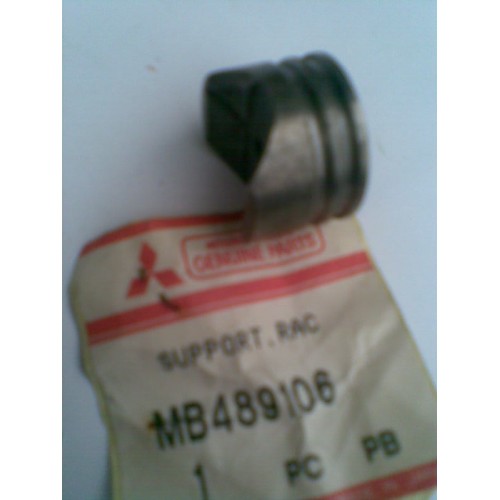 GENUINE PARTS
SUPPORT, RAC
MB489106
1 PC PB